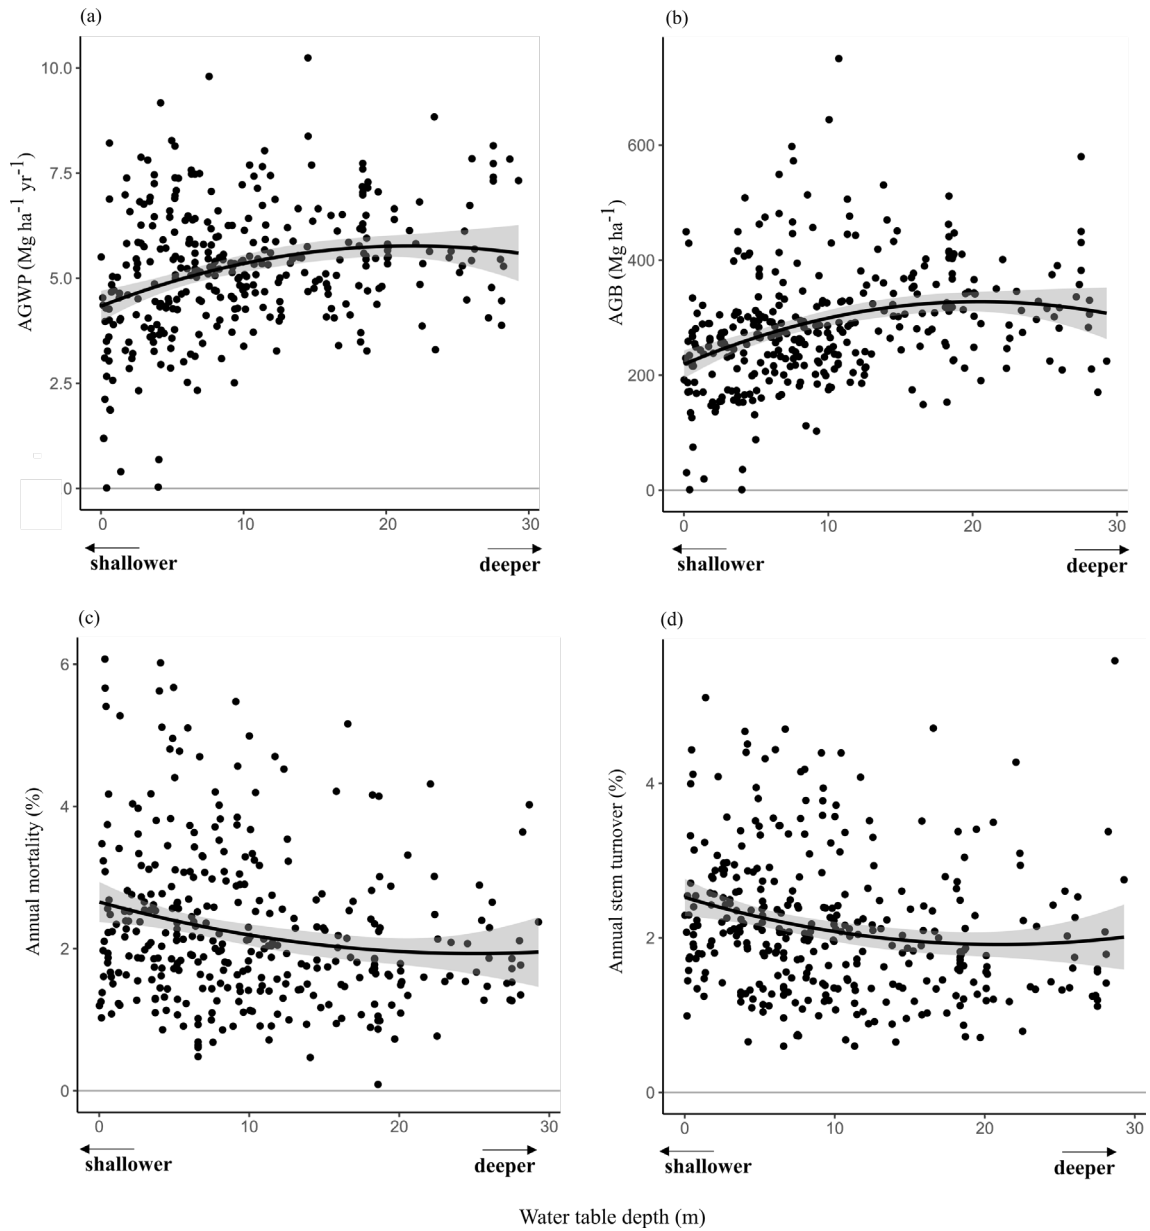 (a)
(b)
AGWP (Mg ha⁻¹ yr⁻¹)
10.0
7.5
5.0
2.5
0
0 10 20 30
shallower deeper
AGB (Mg ha⁻¹)
600
400
200
0
0 10 20 30
shallower deeper
(c)
(d)
Annual mortality (%)
6
4
2
0
0 10 20 30
shallower deeper
Annual stem turnover (%)
4
2
0
0 10 20 30
shallower deeper
Water table depth (m)